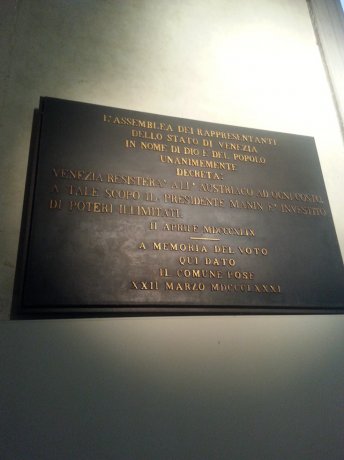 L'ASSEMBLEA DEI RAPPRESENTANTI
DELLO STATO DI VENEZIA
IN NOME DI DIO E DEL POPOLO
UNANIMEMENTE
DECRETA:
VENEZIA RESISTERA' ALL' AUSTRIACO AD OGNI COSTO.
A TALE SCOPO IL PRESIDENTE MANIN E' INVESTITO
DI POTERI ILLIMITATI.
II APRILE MDCCCXLIX
A MEMORIA DEL VOTO
QUI DATO
IL COMUNE POSE
XXII MARZO MDCCCLXXXI